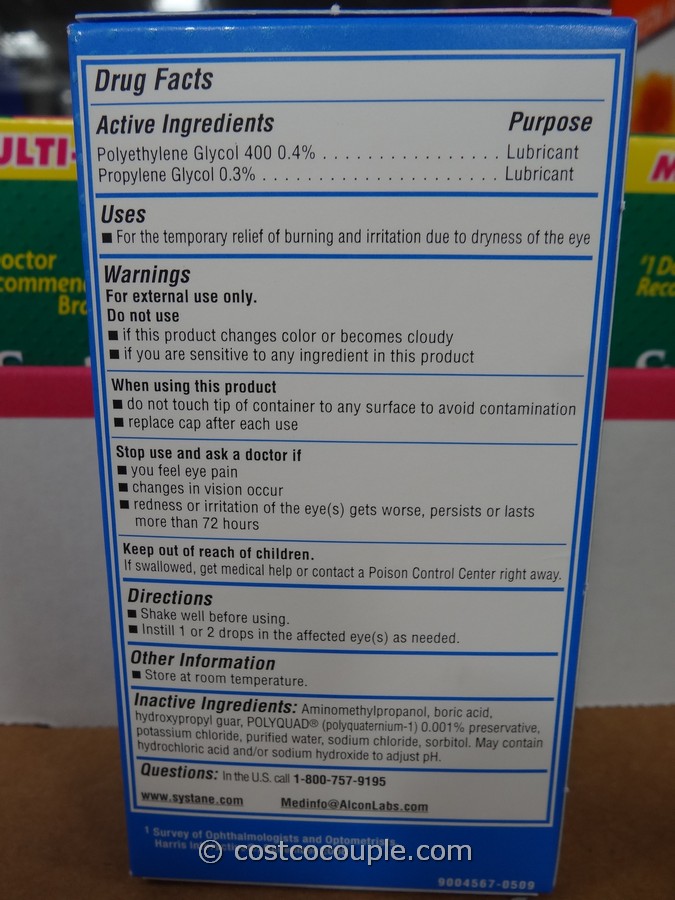 Drug Facts
Active Ingredients Purpose
Polyethylene Glycol 400 0.4% . . . . . . . . . . . . . . . . Lubricant
Propylene Glycol 0.3% . . . . . . . . . . . . . . . . . . . . . Lubricant
Uses
■ For the temporary relief of burning and irritation due to dryness of the eye
Warnings
For external use only.
Do not use
■ if this product changes color or becomes cloudy
■ if you are sensitive to any ingredient in this product
When using this product
■ do not touch tip of container to any surface to avoid contamination
■ replace cap after each use
Stop use and ask a doctor if
■ you feel eye pain
■ changes in vision occur
■ redness or irritation of the eye(s) gets worse, persists or lasts
more than 72 hours
Keep out of reach of children.
If swallowed, get medical help or contact a Poison Control Center right away.
Directions
■ Shake well before using.
■ Instill 1 or 2 drops in the affected eye(s) as needed.
Other Information
■ Store at room temperature.
Inactive Ingredients: Aminomethylpropanol, boric acid,
hydroxypropyl guar, POLYQUAD® (polyquaternium-1) 0.001% preservative,
potassium chloride, purified water, sodium chloride, sorbitol. May contain
hydrochloric acid and/or sodium hydroxide to adjust pH.
Questions: In the U.S. call 1-800-757-9195
www.systane.com Medinfo@AlconLabs.com
1 Survey of Ophthalmologists and Optometrists,
Harris
© costcocouple.com
9004567-0509
ULTI-
octor
commen
Bra
M
"1 Do
Reco